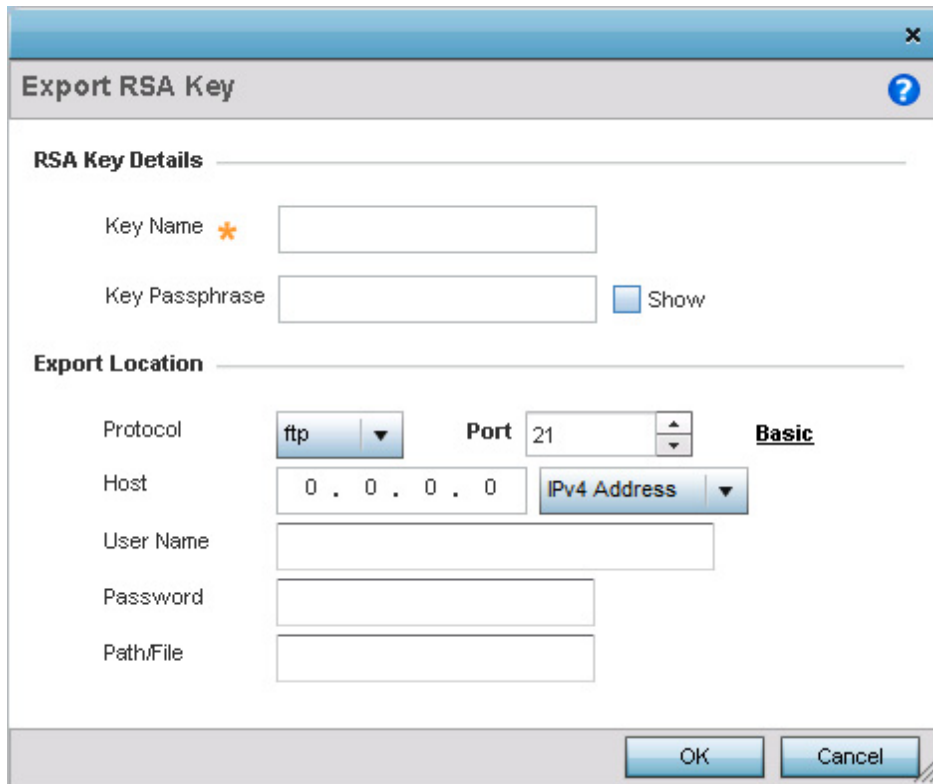 Export RSA Key
RSA Key Details
Key Name *
Key Passphrase Show
Export Location
Protocol ftp Port 21 Basic
Host 0 . 0 . 0 . 0 IPv4 Address
User Name
Password
Path/File
OK Cancel